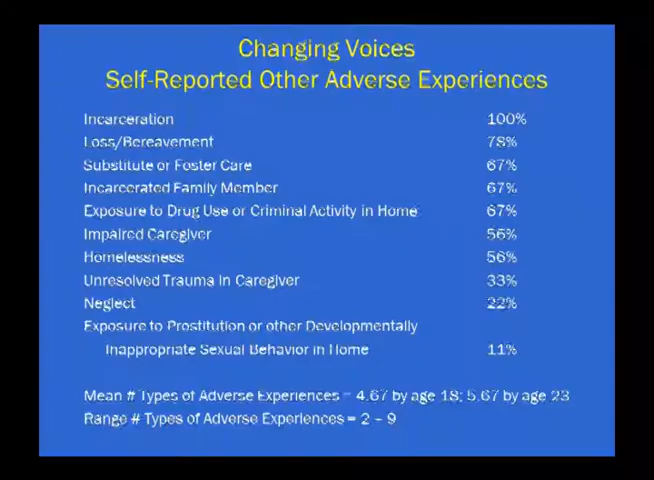 Changing Voices
Self-Reported Other Adverse Experiences
Incarceration 100%
Loss/Bereavement 78%
Substitute or Foster Care 67%
Incarcerated Family Member 67%
Exposure to Drug Use or Criminal Activity in Home 67%
Impaired Caregiver 56%
Homelessness 56%
Unresolved Trauma in Caregiver 33%
Neglect 22%
Exposure to Prostitution or other Developmentally
Inappropriate Sexual Behavior in Home 11%
Mean # Types of Adverse Experiences = 4.67 by age 18; 5.67 by age 23
Range # Types of Adverse Experiences = 2 – 9